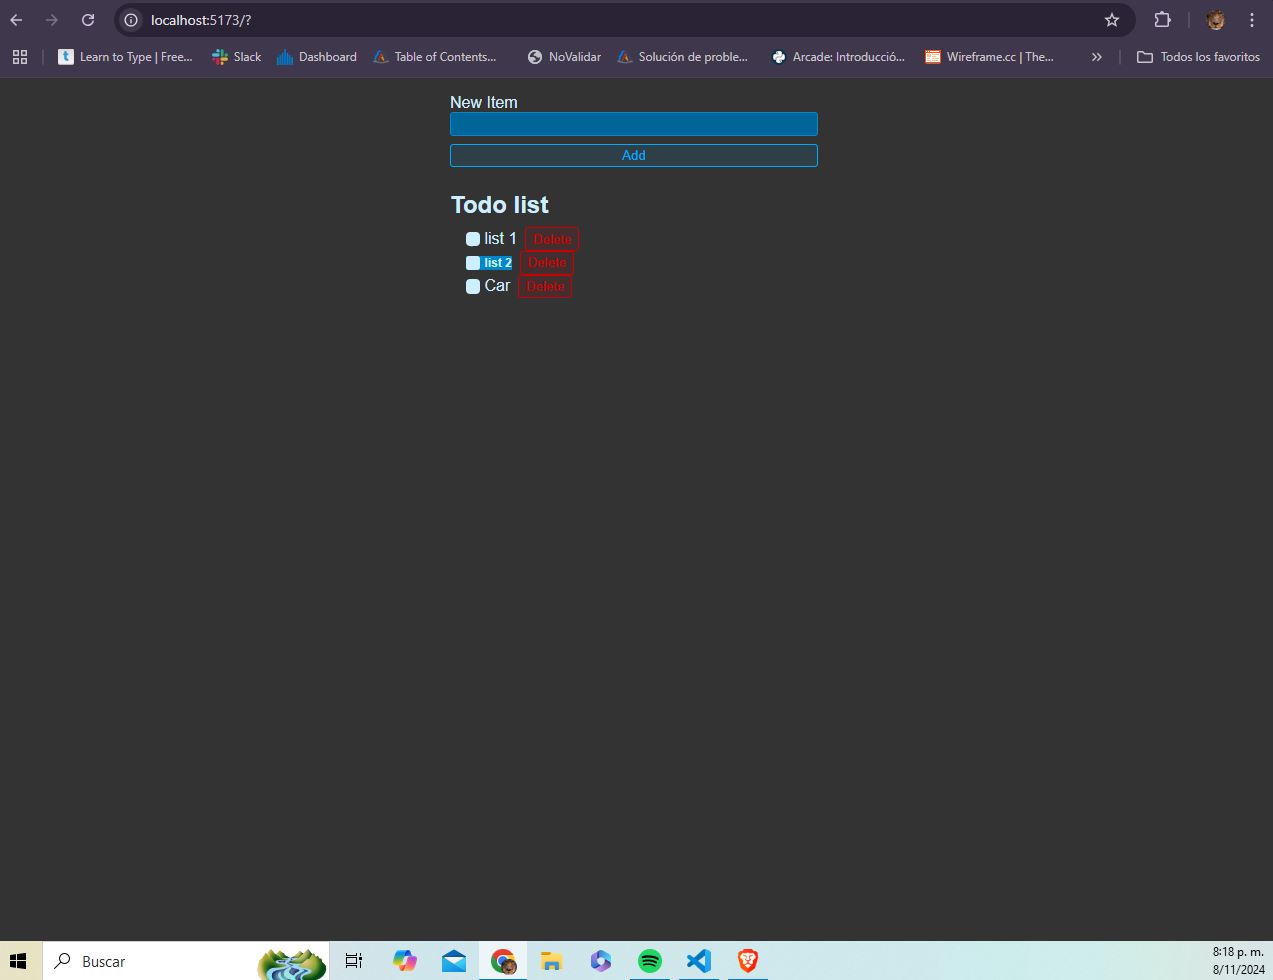 localhost:5173/?
Learn to Type | Free... Slack Dashboard Table of Contents... NoValidar Solución de proble... Arcade: Introducció... Wireframe.cc | The... » Todos los favoritos
New Item
Add
Todo list
list 1 Delete
list 2 Delete
Car Delete
Buscar
8:18 p. m.
8/11/2024